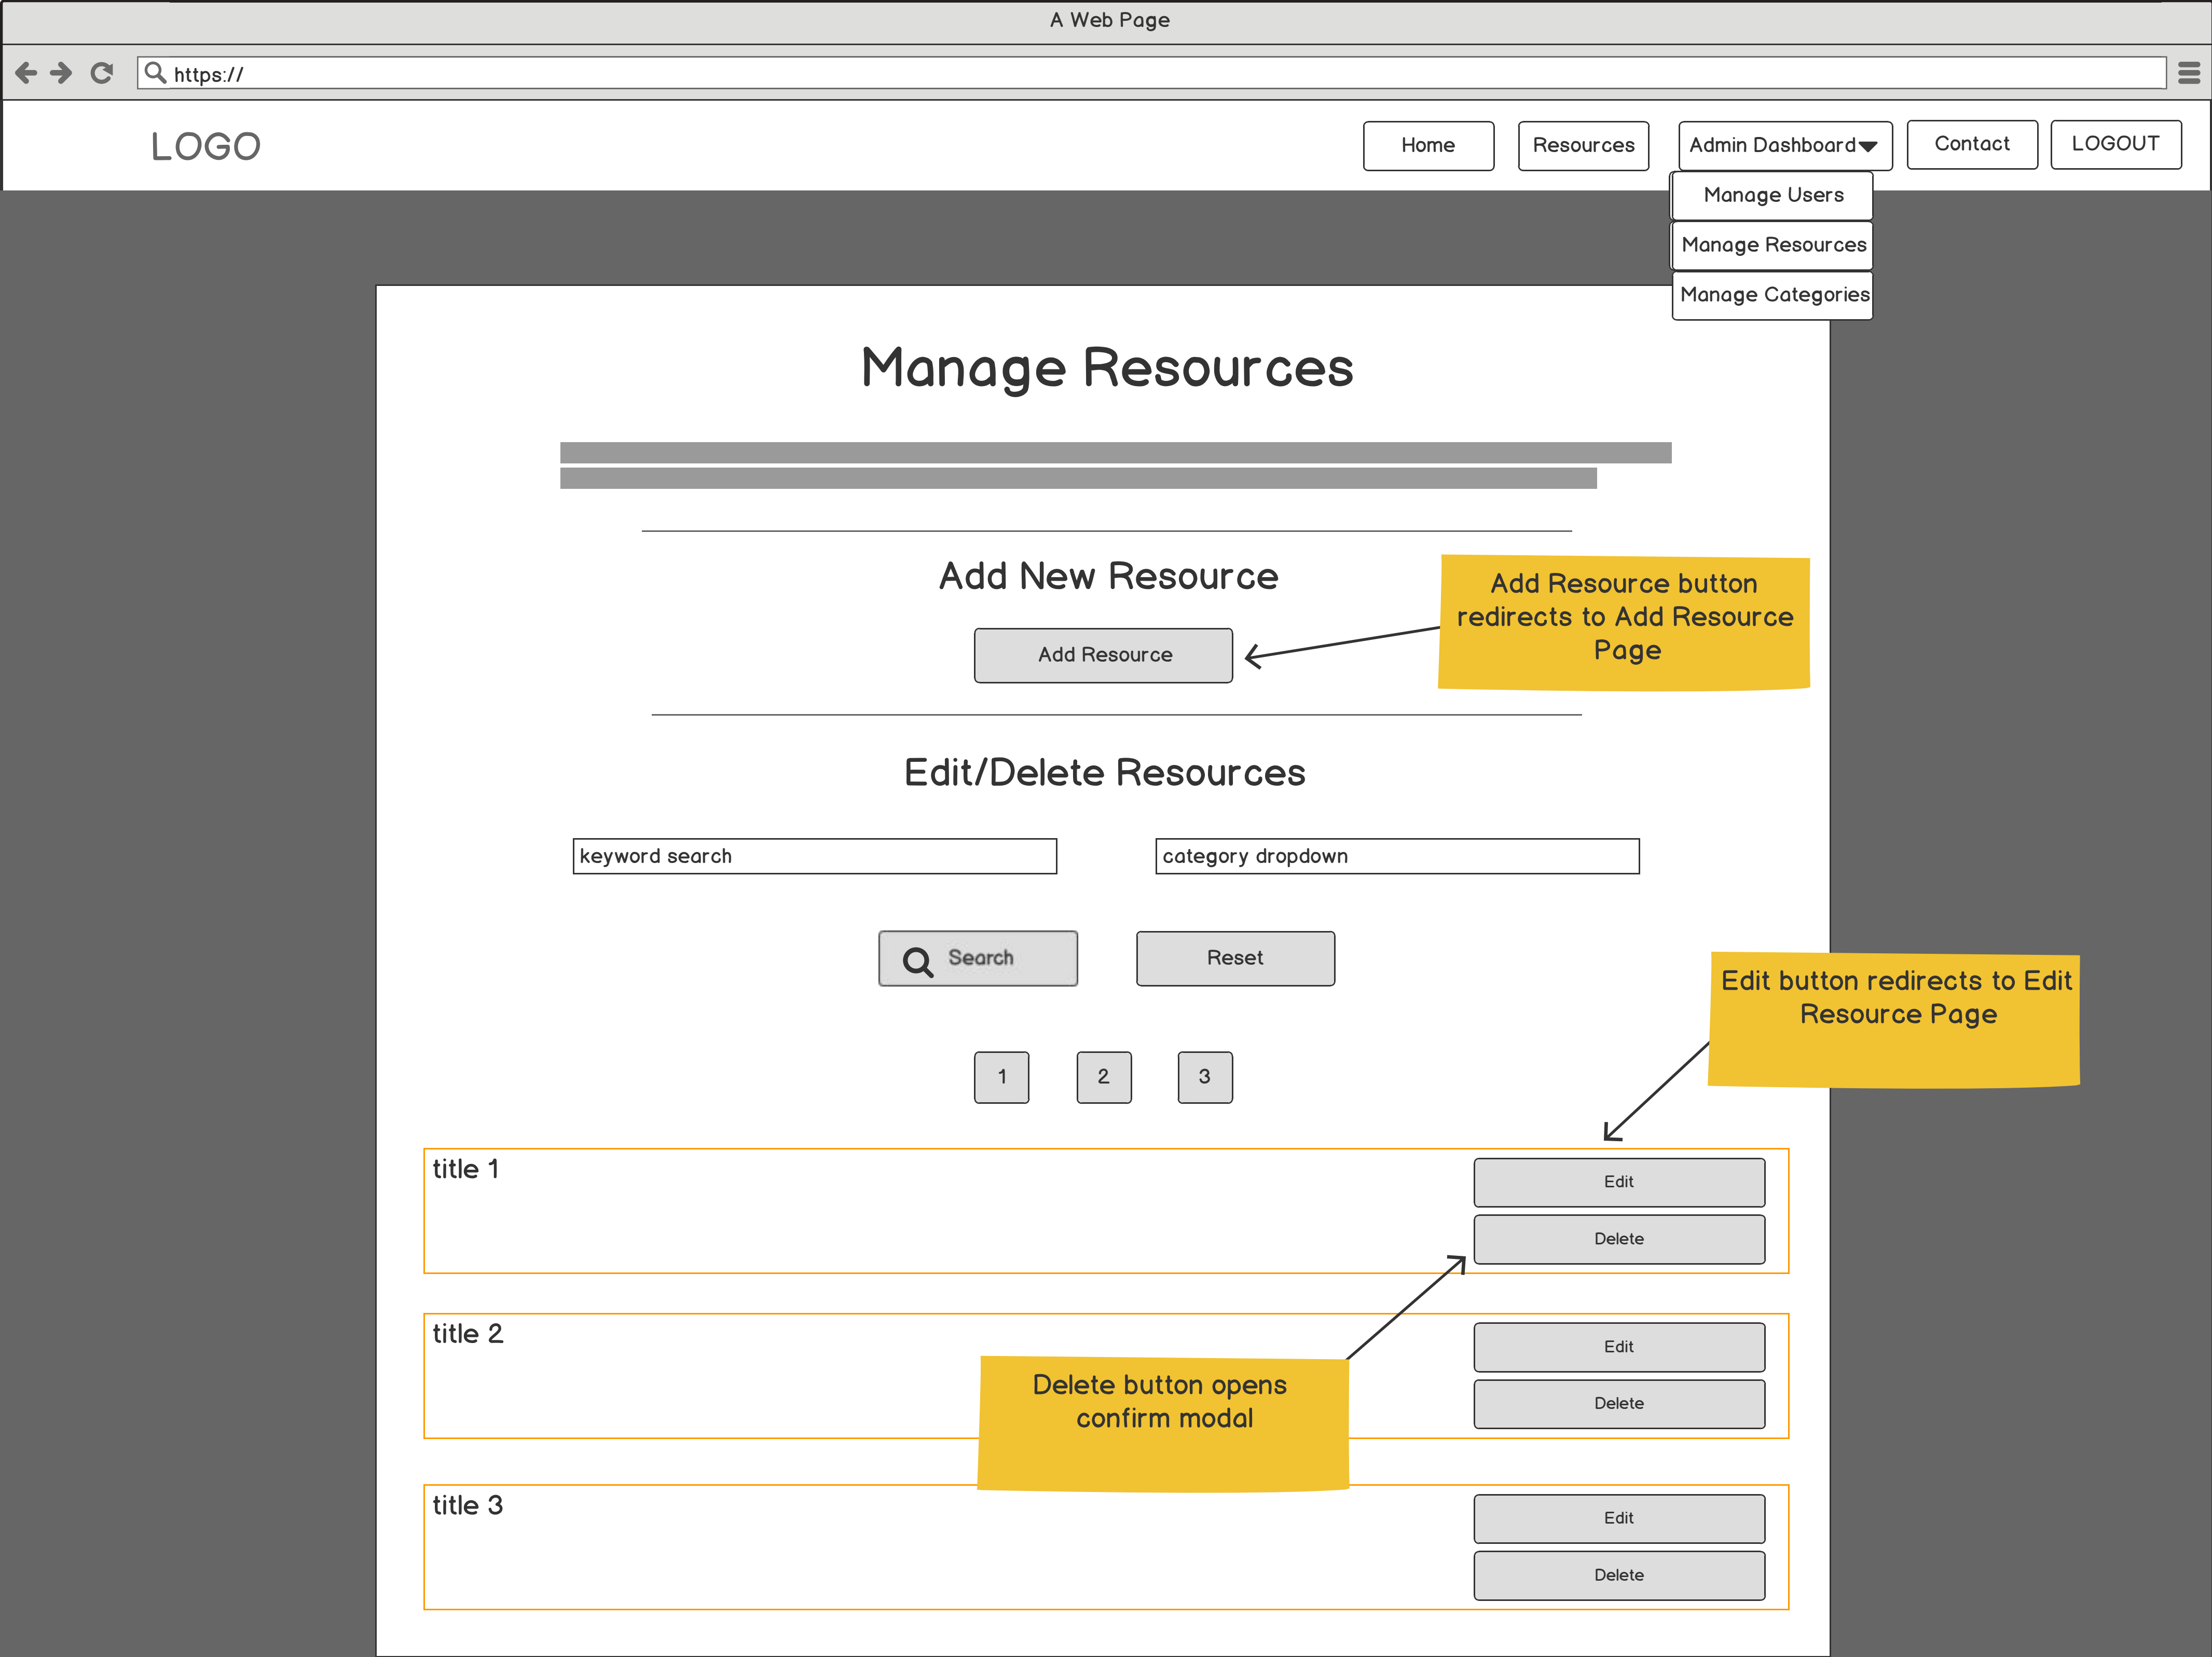 A Web Page
https://
LOGO
Home
Resources
Admin Dashboard
Contact
LOGOUT
Manage Users
Manage Resources
Manage Categories
Manage Resources
Add New Resource
Add Resource
Add Resource button
redirects to Add Resource
Page
Edit/Delete Resources
keyword search
category dropdown
Search
Reset
Edit button redirects to Edit
Resource Page
1
2
3
title 1
Edit
Delete
title 2
Edit
Delete
Delete button opens
confirm modal
title 3
Edit
Delete